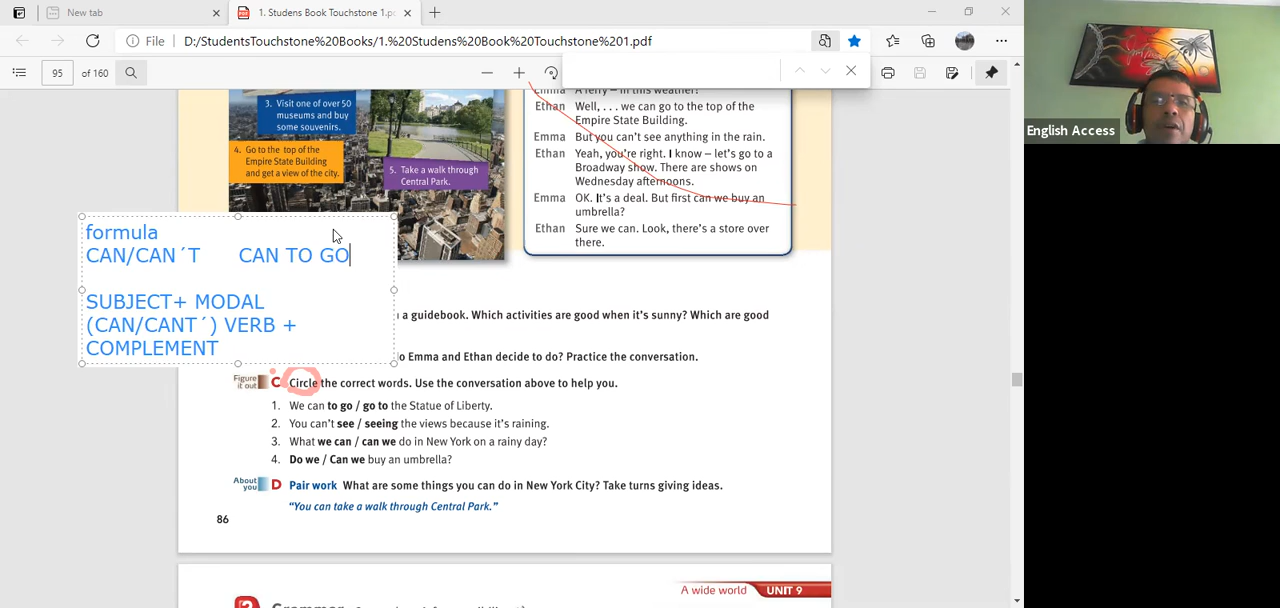 New tab
1. Studens Book Touchstone 1.pc
File
D:/StudentsTouchstone%20Books/1.%20Studens%20Book%20Touchstone%201.pdf
95 of 160
English Access
3. Visit one of over 50
museums and buy
some souvenirs.
4. Go to the top of the
Empire State Building
and get a view of the city.
5. Take a walk through
Central Park.
Emma A ferry – in this weather?
Ethan Well, . . . we can go to the top of the
Empire State Building.
Emma But you can't see anything in the rain.
Ethan Yeah, you're right. I know – let's go to a
Broadway show. There are shows on
Wednesday afternoons.
Emma OK. It's a deal. But first can we buy an
umbrella?
Ethan Sure we can. Look, there's a store over
there.
formula
CAN/CAN´T CAN TO GO
SUBJECT+ MODAL
(CAN/CANT´) VERB +
COMPLEMENT
a guidebook. Which activities are good when it's sunny? Which are good
o Emma and Ethan decide to do? Practice the conversation.
Figure
it out
C Circle the correct words. Use the conversation above to help you.
1. We can to go / go to the Statue of Liberty.
2. You can't see / seeing the views because it's raining.
3. What we can / can we do in New York on a rainy day?
4. Do we / Can we buy an umbrella?
About
you
D Pair work What are some things you can do in New York City? Take turns giving ideas.
"You can take a walk through Central Park."
86
A wide world UNIT 9